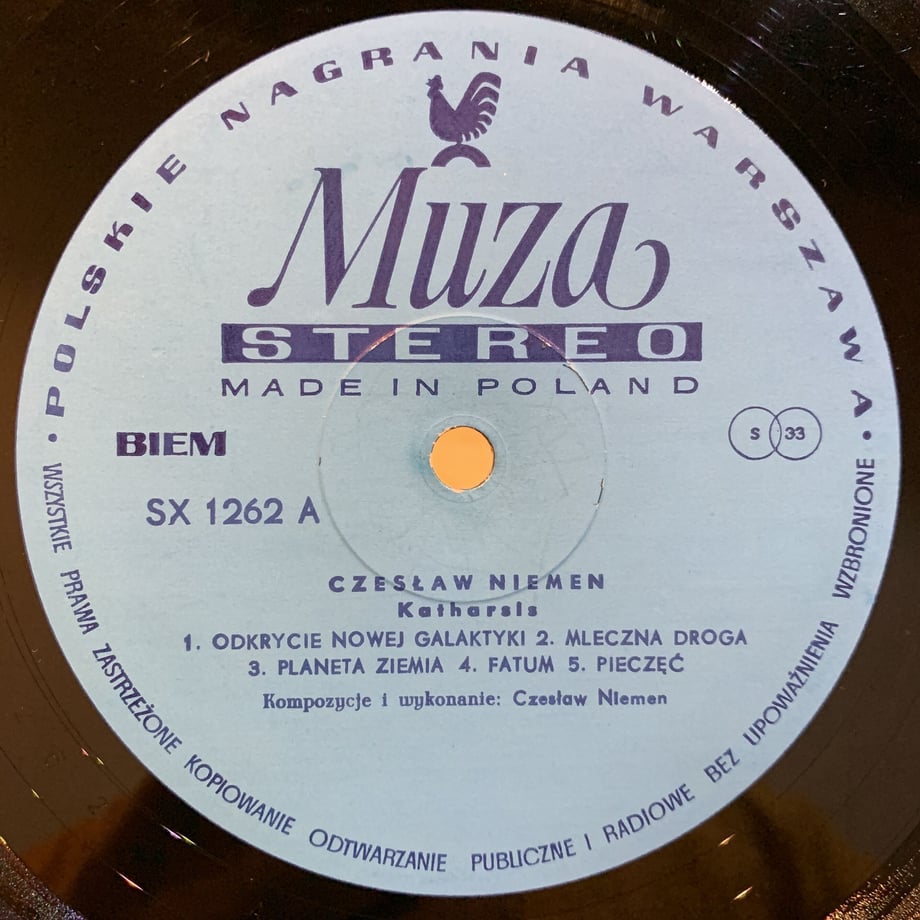 POLSKIE NAGRANIA WARSZAWA
Muza
STEREO
MADE IN POLAND
BIEM
S 33
SX 1262 A
CZESŁAW NIEMEN
Katharsis
1. ODKRYCIE NOWEJ GALAKTYKI 2. MLECZNA DROGA
3. PLANETA ZIEMIA 4. FATUM 5. PIECZĘĆ
Kompozycje i wykonanie: Czesław Niemen
WSZYSTKIE PRAWA ZASTRZEŻONE KOPIOWANIE ODTWARZANIE PUBLICZNE I RADIOWE BEZ UPOWAŻNIENIA WZBRONIONE